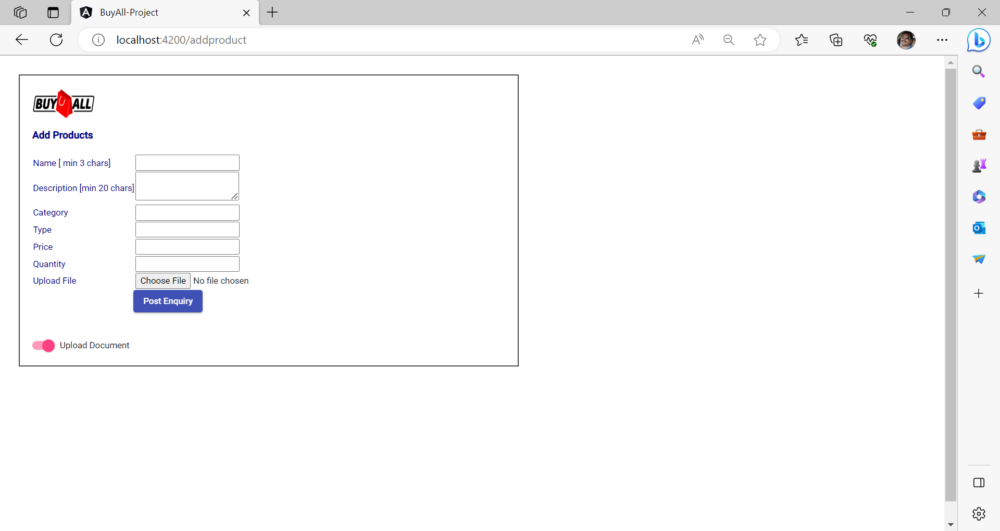 BuyAll-Project
localhost:4200/addproduct
BUY ALL
Add Products
Name [ min 3 chars]
Description [min 20 chars]
Category
Type
Price
Quantity
Upload File Choose File No file chosen
Post Enquiry
Upload Document